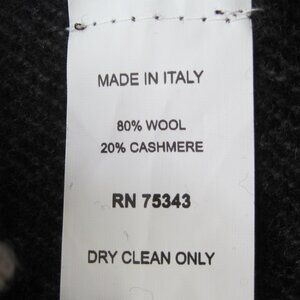 MADE IN ITALY
80% WOOL
20% CASHMERE
RN 75343
DRY CLEAN ONLY